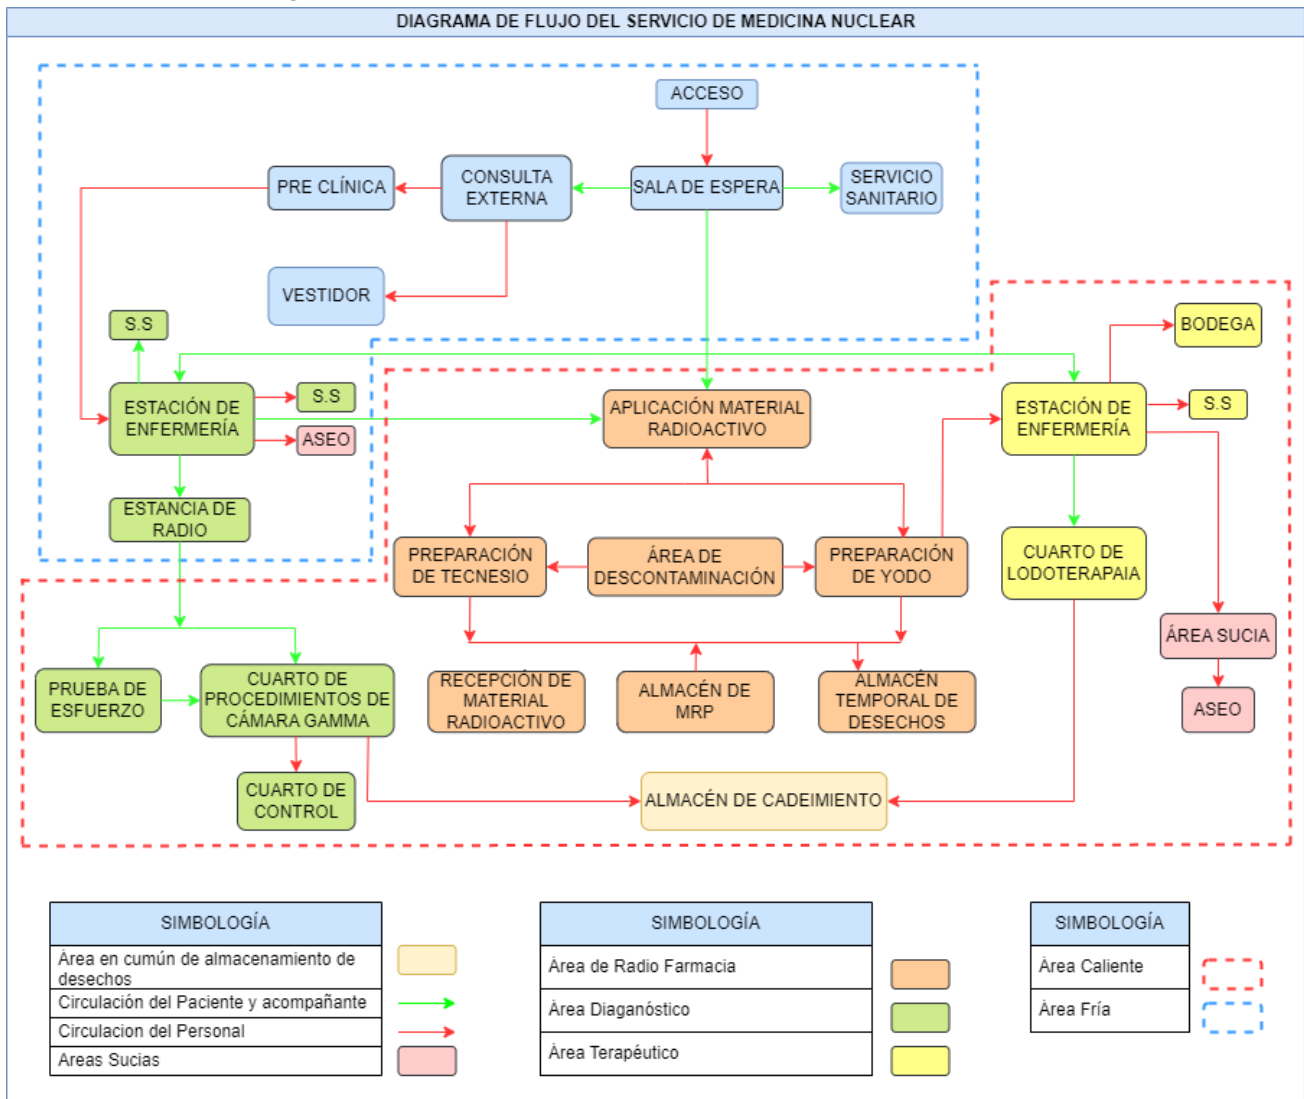 DIAGRAMA DE FLUJO DEL SERVICIO DE MEDICINA NUCLEAR
ACCESO
PRE CLÍNICA
CONSULTA
EXTERNA
SALA DE ESPERA
SERVICIO
SANITARIO
VESTIDOR
S.S
BODEGA
ESTACIÓN DE
ENFERMERÍA
S.S
ASEO
APLICACIÓN MATERIAL
RADIOACTIVO
ESTACIÓN DE
ENFERMERÍA
S.S
ESTANCIA DE
RADIO
PREPARACIÓN
DE TECNESIO
ÁREA DE
DESCONTAMINACIÓN
PREPARACIÓN
DE YODO
CUARTO DE
LODOTERAPAIA
ÁREA SUCIA
ASEO
PRUEBA DE
ESFUERZO
CUARTO DE
PROCEDIMIENTOS DE
CÁMARA GAMMA
RECEPCIÓN DE
MATERIAL
RADIOACTIVO
ALMACÉN DE
MRP
ALMACÉN
TEMPORAL DE
DESECHOS
CUARTO DE
CONTROL
ALMACÉN DE CADEIMIENTO
SIMBOLOGÍA
Área en cumún de almacenamiento de
desechos
Circulación del Paciente y acompañante
Circulacion del Personal
Areas Sucias
SIMBOLOGÍA
Área de Radio Farmacia
Área Diaganóstico
Área Terapéutico
SIMBOLOGÍA
Área Caliente
Área Fría